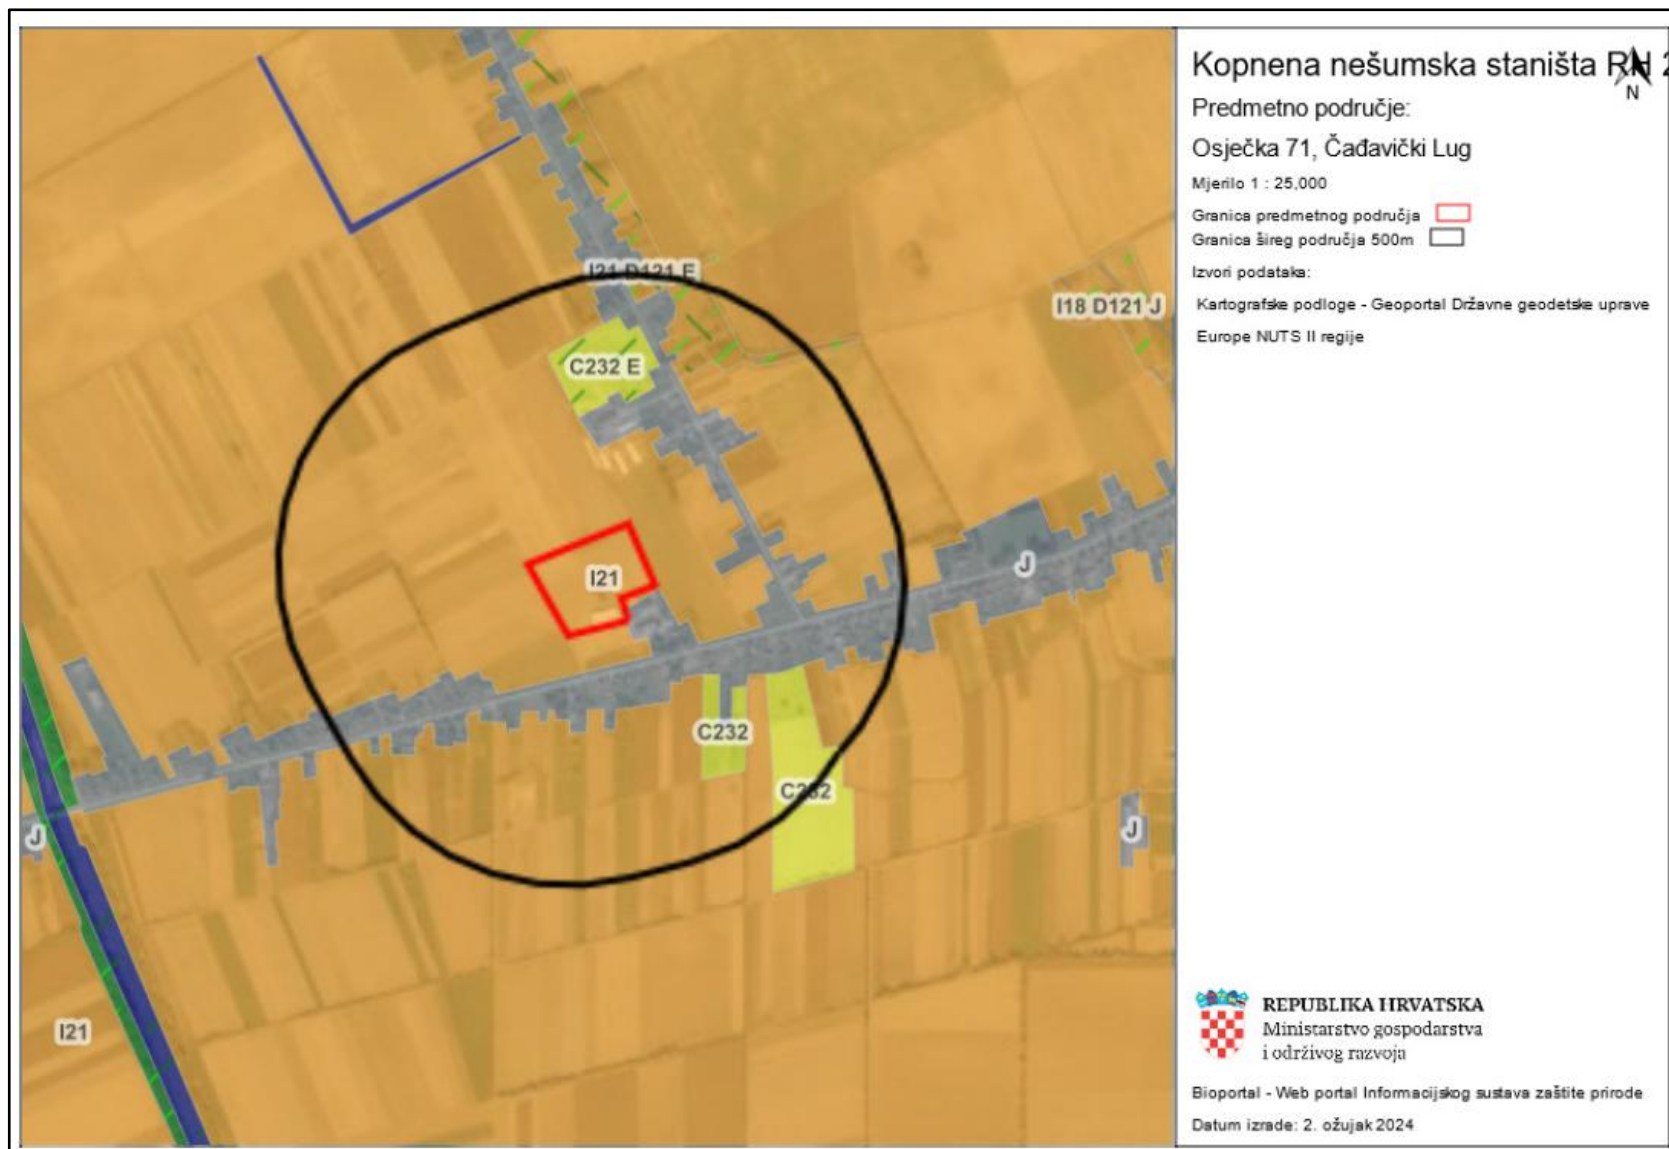 Kopnena nešumska staništa RH 2
N
Predmetno područje:
Osječka 71, Čađavički Lug
Mjerilo 1 : 25,000
Granica predmetnog područja
Granica šireg područja 500m
Izvori podataka:
Kartografske podloge - Geoportal Državne geodetske uprave
Europe NUTS II regije
I21 D121 E
I18 D121 J
C232 E
J
I21
C232
C232
J
J
I21
REPUBLIKA HRVATSKA
Ministarstvo gospodarstva
i održivog razvoja
Bioportal - Web portal Informacijskog sustava zaštite prirode
Datum izrade: 2. ožujak 2024